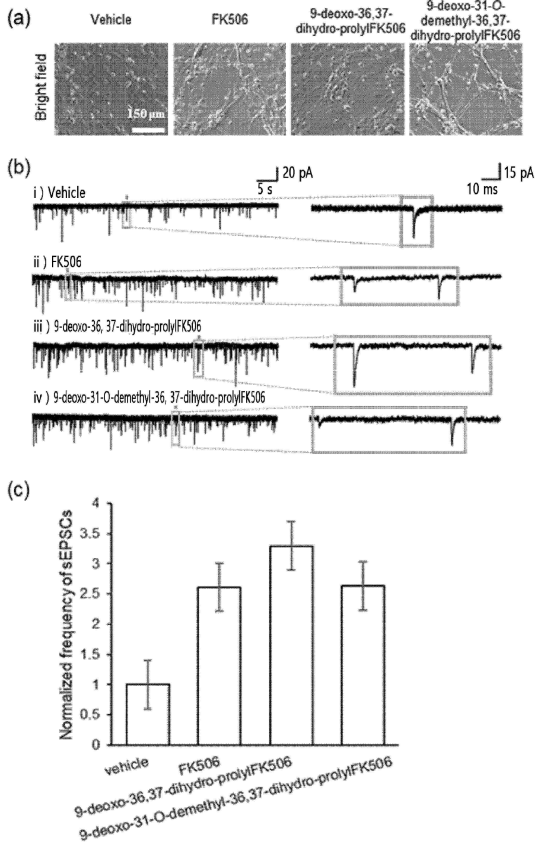 (a)
Vehicle
FK506
9-deoxo-36,37-
dihydro-prolylFK506
9-deoxo-31-O-
demethyl-36,37-
dihydro-prolylFK506
Bright field
150 μm
(b)
20 pA
5 s
15 pA
10 ms
i ) Vehicle
ii ) FK506
iii ) 9-deoxo-36, 37-dihydro-prolylFK506
iv ) 9-deoxo-31-O-demethyl-36, 37-dihydro-prolylFK506
(c)
Normalized frequency of sEPSCs
4
3.5
3
2.5
2
1.5
1
0.5
0
vehicle
FK506
9-deoxo-36,37-dihydro-prolylFK506
9-deoxo-31-O-demethyl-36,37-dihydro-prolylFK506